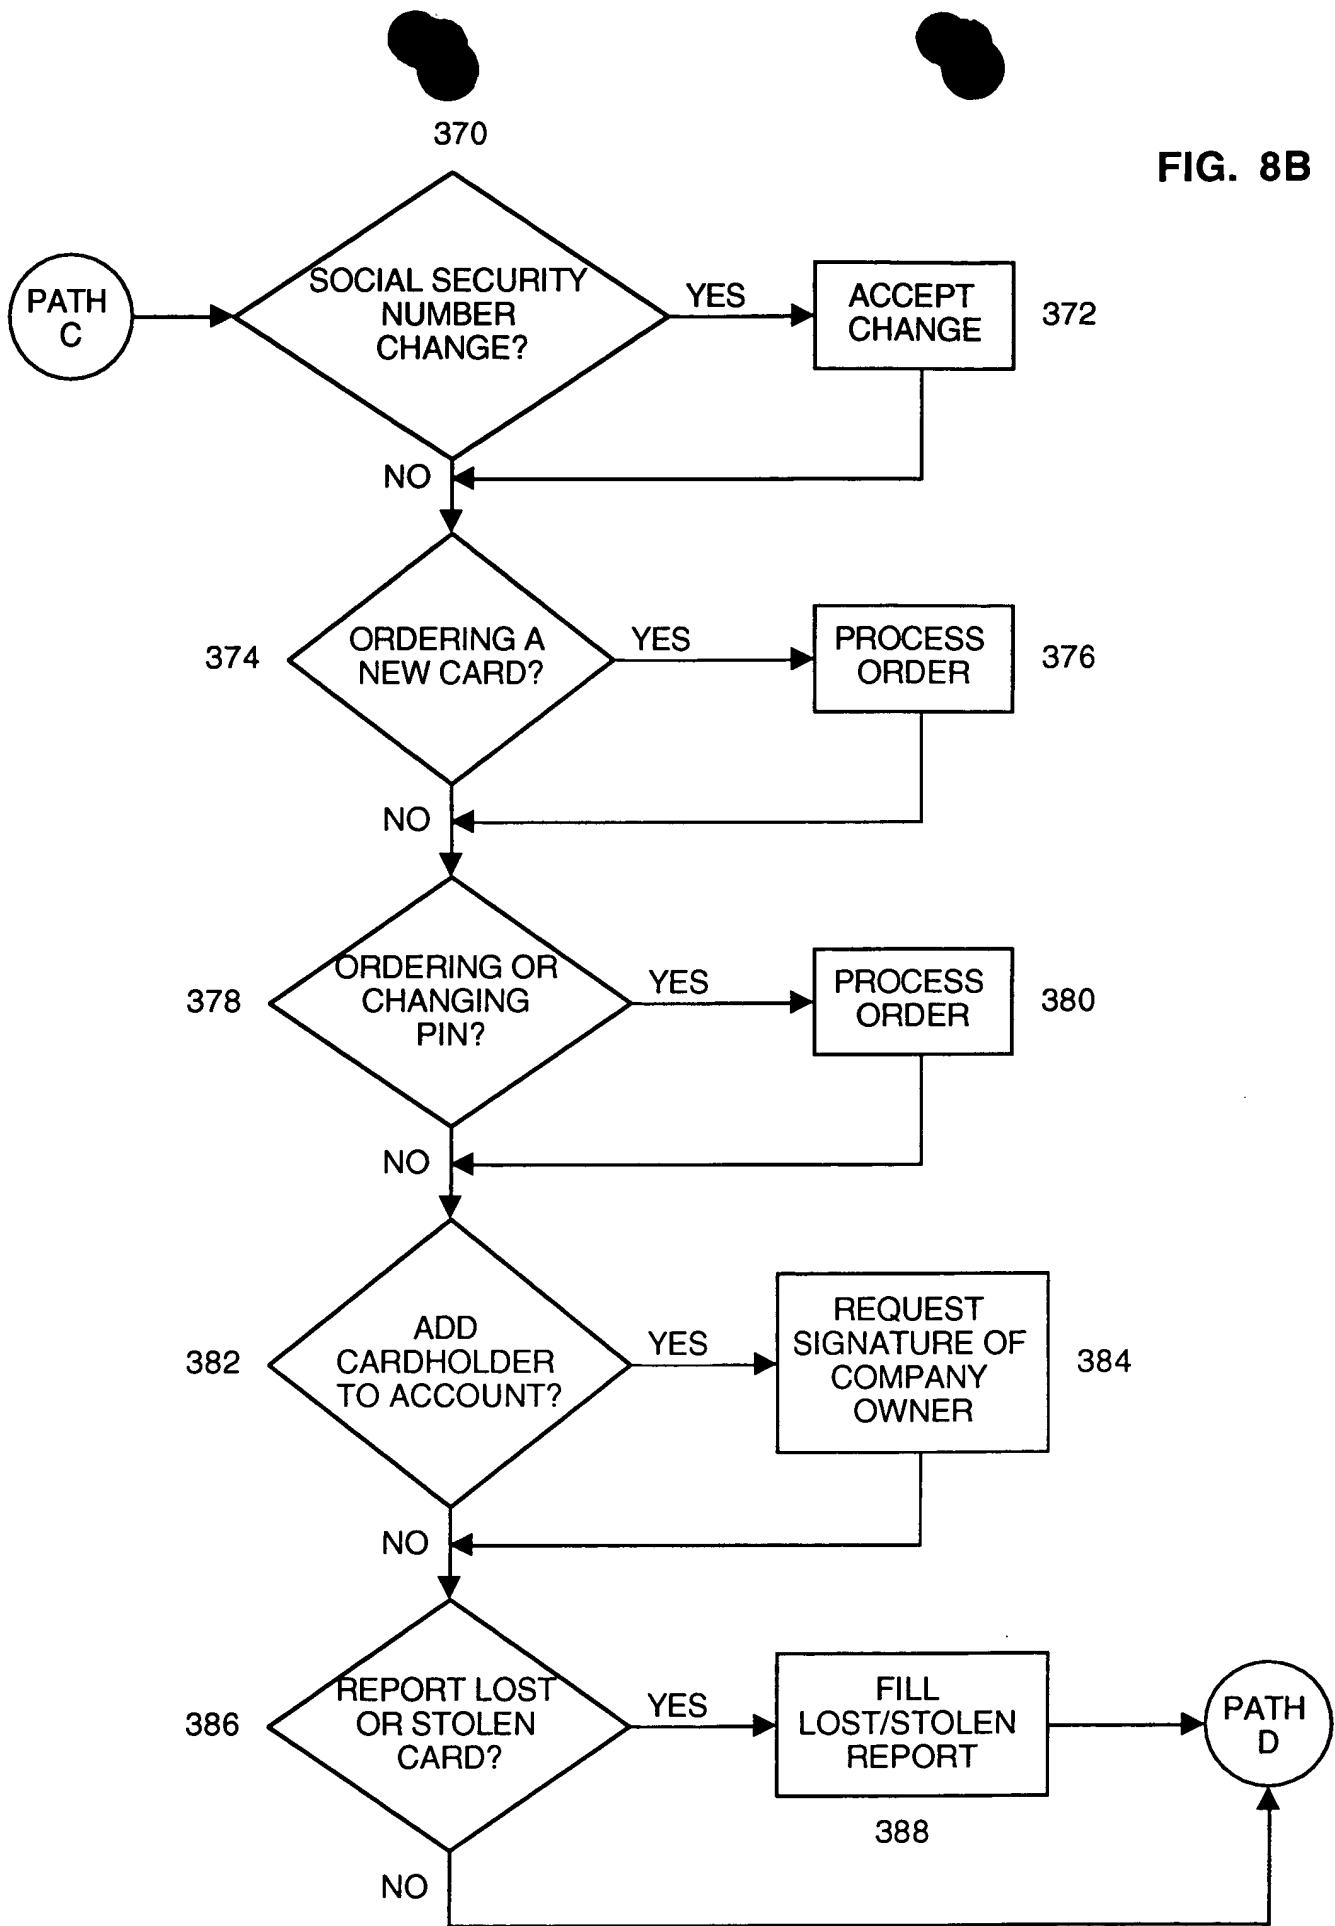 370
FIG. 8B
PATH
C
SOCIAL SECURITY
NUMBER
CHANGE?
YES
ACCEPT
CHANGE
372
NO
374
ORDERING A
NEW CARD?
YES
PROCESS
ORDER
376
NO
378
ORDERING OR
CHANGING
PIN?
YES
PROCESS
ORDER
380
NO
382
ADD
CARDHOLDER
TO ACCOUNT?
YES
REQUEST
SIGNATURE OF
COMPANY
OWNER
384
NO
386
REPORT LOST
OR STOLEN
CARD?
YES
FILL
LOST/STOLEN
REPORT
388
PATH
D
NO